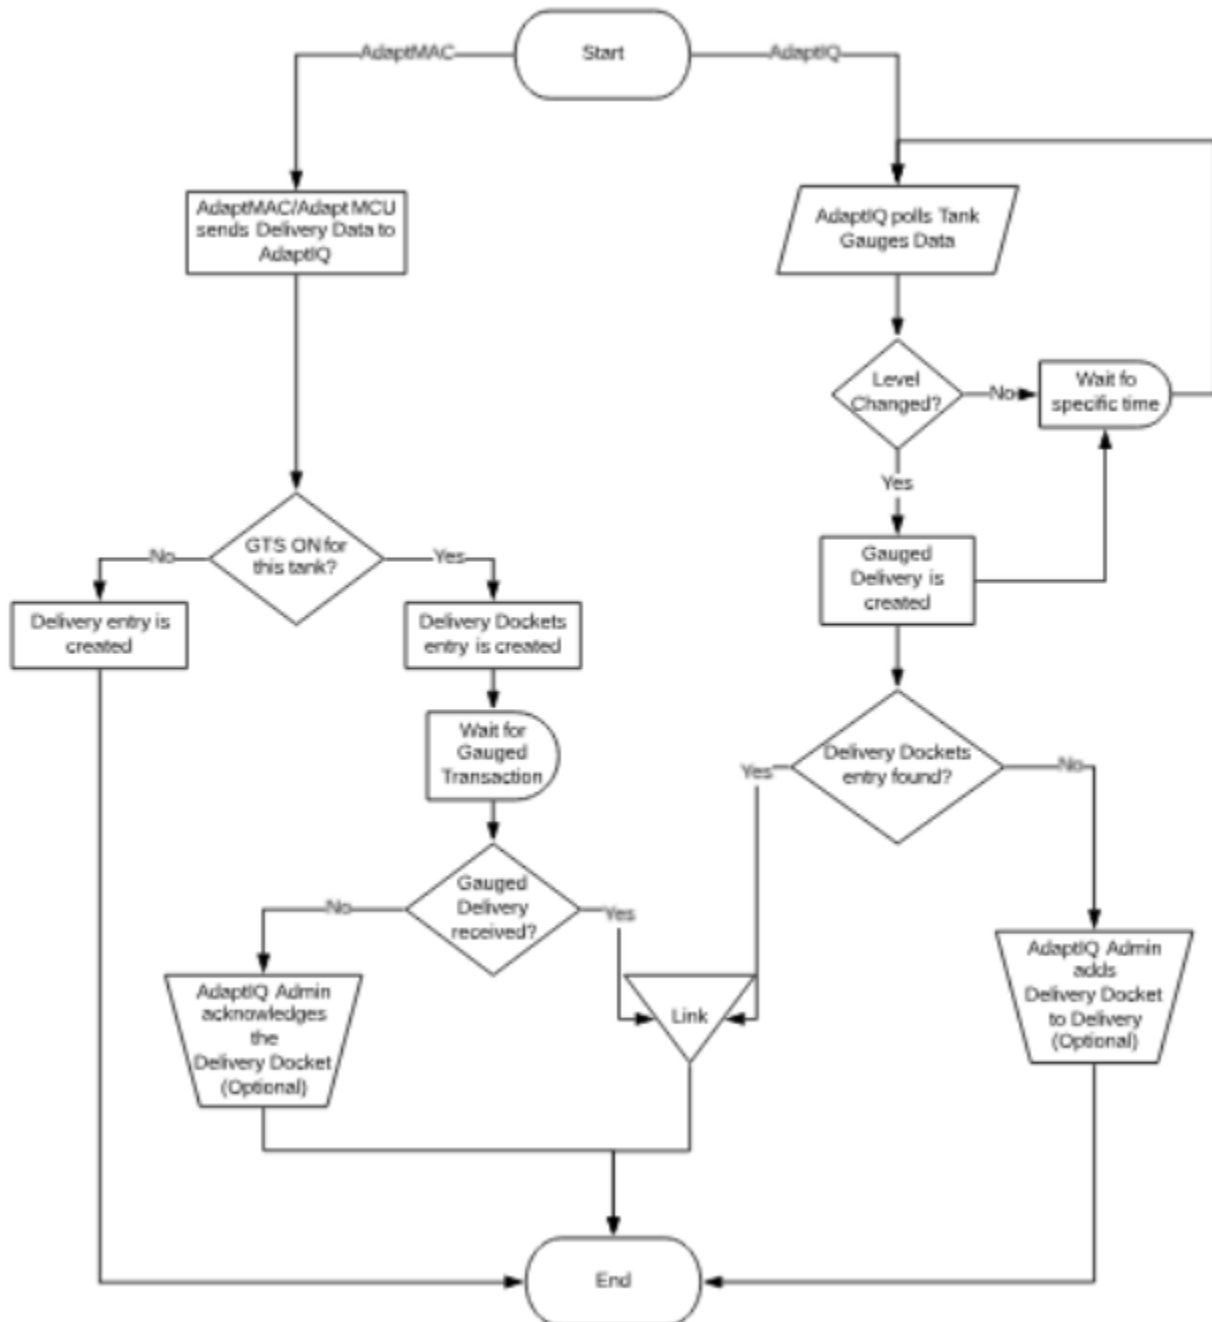 AdaptMAC
Start
AdaptIQ
AdaptMAC/Adapt MCU
sends Delivery Data to
AdaptIQ
AdaptIQ polls Tank
Gauges Data
Level
Changed?
No
Wait fo
specific time
Yes
GTS ON for
this tank?
No
Yes
Gauged
Delivery is
created
Delivery entry is
created
Delivery Dockets
entry is created
Wait for
Gauged
Transaction
Delivery Dockets
entry found?
Yes
No
Gauged
Delivery
received?
No
Yes
AdaptIQ Admin
acknowledges
the
Delivery Docket
(Optional)
Link
AdaptIQ Admin
adds
Delivery Docket
to Delivery
(Optional)
End